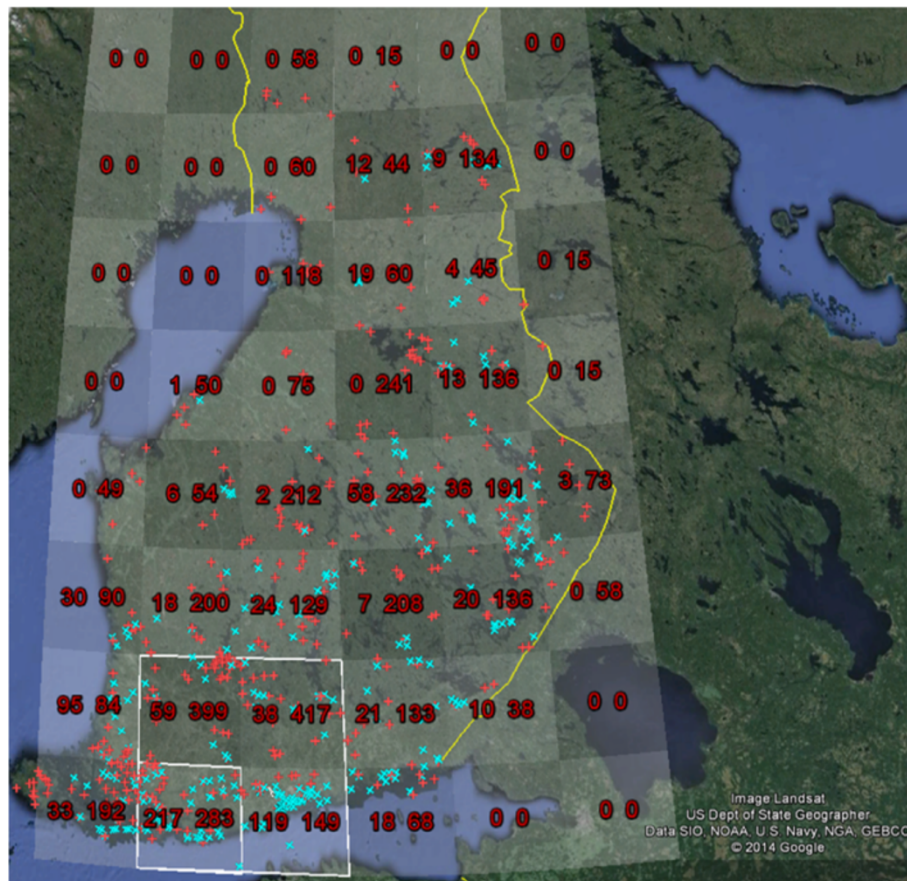 0 0 0 0 0 58 0 15 0 0 0 0
0 0 0 0 0 60 12 44 9 134 0 0
0 0 0 0 0 118 19 60 4 45 0 15
0 0 1 50 0 75 0 241 13 136 0 15
0 49 6 54 2 212 58 232 36 191 3 73
30 90 18 200 24 129 7 208 20 136 0 58
95 84 59 399 38 417 21 133 10 38 0 0
33 192 217 283 119 149 18 68 0 0 0 0
Image Landsat
US Dept of State Geographer
Data SIO, NOAA, U.S. Navy, NGA, GEBCO
© 2014 Google